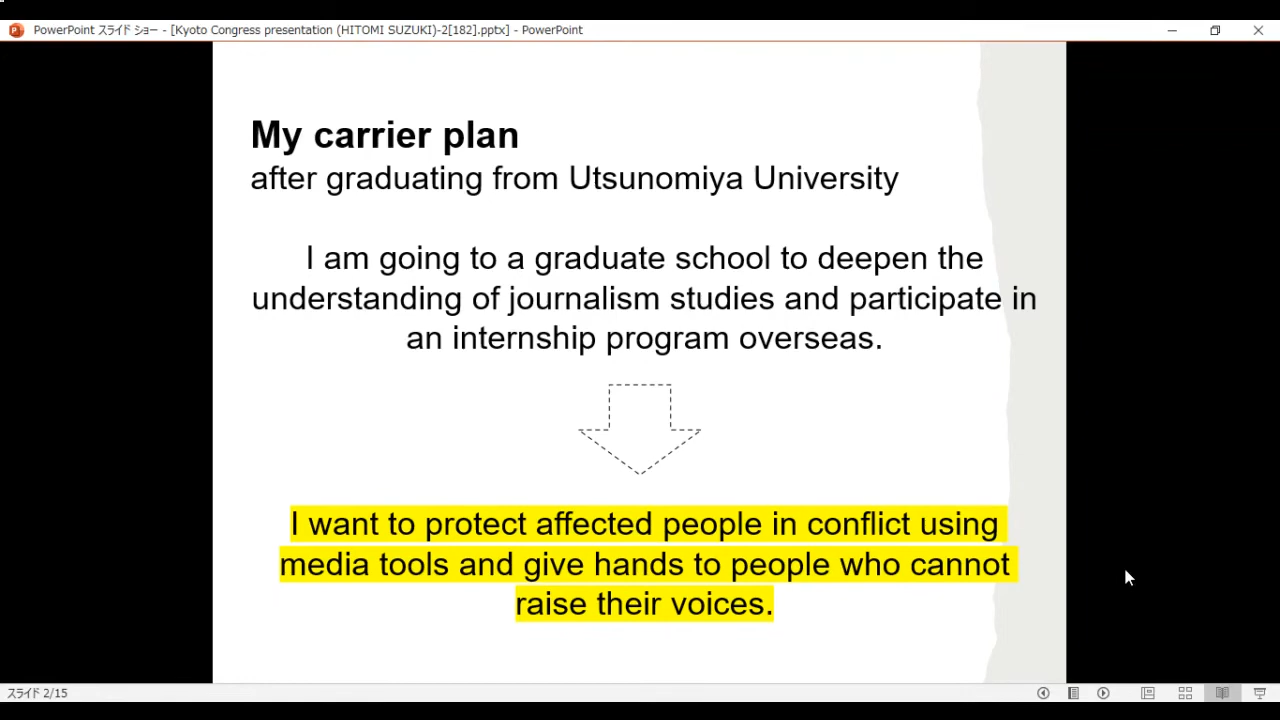 PowerPoint スライド ショー - [Kyoto Congress presentation (HITOMI SUZUKI)-2[182].pptx] - PowerPoint
My carrier plan
after graduating from Utsunomiya University
I am going to a graduate school to deepen the
understanding of journalism studies and participate in
an internship program overseas.
I want to protect affected people in conflict using
media tools and give hands to people who cannot
raise their voices.
スライド 2/15